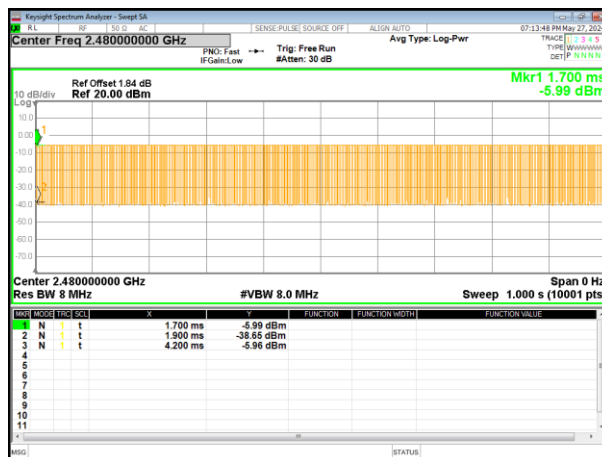 Keysight Spectrum Analyzer - Swept SA
RL RF 50 Ω AC SENSE:PULSE SOURCE OFF ALIGN AUTO 07:13:48 PM May 27, 202
Center Freq 2.480000000 GHz
PNO: Fast
IFGain:Low
Trig: Free Run
#Atten: 30 dB
Avg Type: Log-Pwr
TRACE 1 2 3 4 5
TYPE W
DET P N N N N
Mkr1 1.700 ms
-5.99 dBm
Ref Offset 1.84 dB
10 dB/div Ref 20.00 dBm
Log
10.0
0.00
-10.0
-20.0
-30.0
-40.0
-50.0
-60.0
-70.0
1
2
Center 2.480000000 GHz Span 0 Hz
Res BW 8 MHz #VBW 8.0 MHz Sweep 1.000 s (10001 pts
MKR MODE TRC SCL X Y FUNCTION FUNCTION WIDTH FUNCTION VALUE
1 N 1 t 1.700 ms -5.99 dBm
2 N 1 t 1.900 ms -38.65 dBm
3 N 1 t 4.200 ms -5.96 dBm
4
5
6
7
8
9
10
11
MSG STATUS